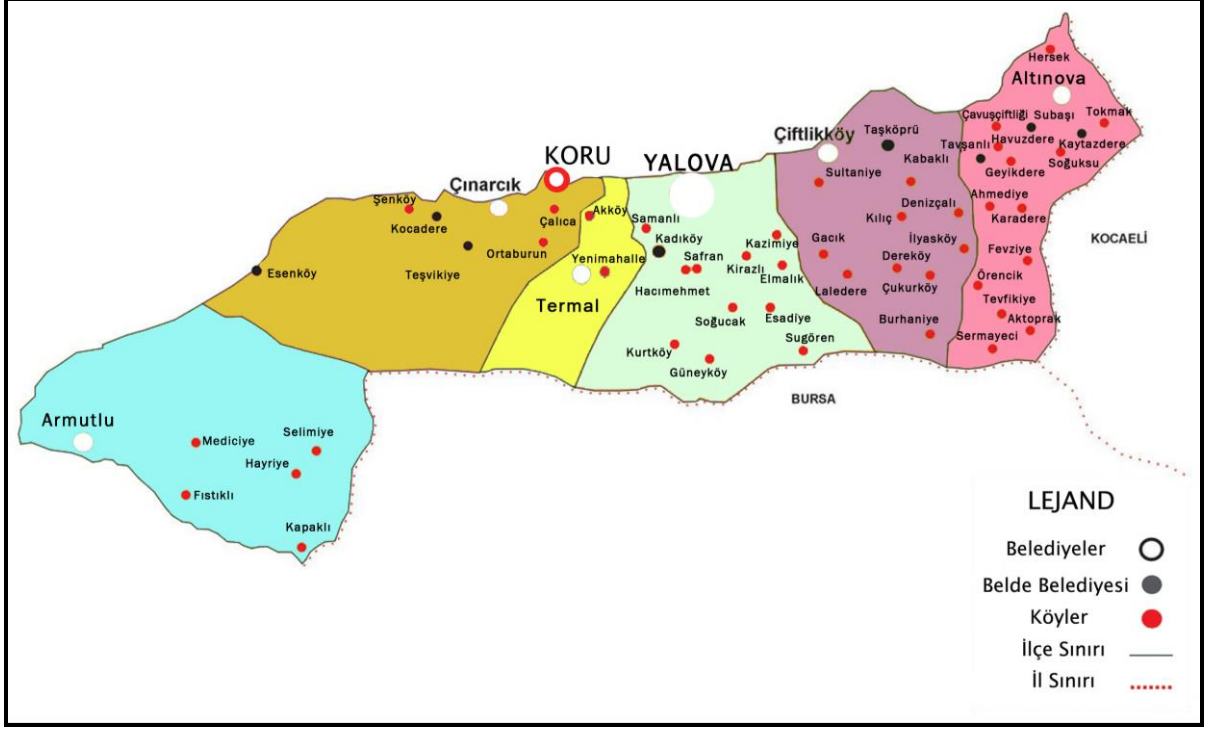 Hersek
Altınova
Çavuşçiftliği
Subaşı
Tokmak
Havuzdere
Kaytazdere
Tavşanlı
Soğuksu
Geyikdere
Ahmediye
Karadere
Fevziye
Örencik
Tevfikiye
Aktoprak
Sermayeci
KOCAELİ
Çiftlikköy
Taşköprü
Kabaklı
Sultaniye
Denizçalı
Kılıç
İlyasköy
Gacık
Dereköy
Laledere
Çukurköy
Burhaniye
YALOVA
Samanlı
Kadıköy
Kazimiye
Safran
Kirazlı
Elmalık
Hacımehmet
Soğucak
Esadiye
Sugören
Kurtköy
Güneyköy
BURSA
KORU
Çınarcık
Şenköy
Çalıca
Akköy
Kocadere
Ortaburun
Yenimahalle
Teşvikiye
Esenköy
Termal
Armutlu
Mediciye
Selimiye
Hayriye
Fıstıklı
Kapaklı
LEJAND
Belediyeler
Belde Belediyesi
Köyler
İlçe Sınırı
İl Sınırı